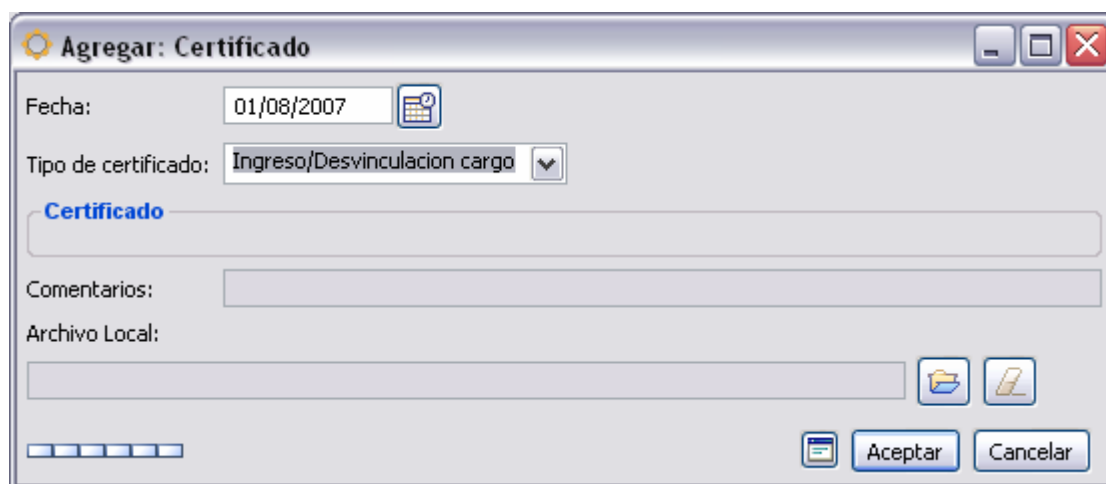 Agregar: Certificado
Fecha: 01/08/2007
Tipo de certificado: Ingreso/Desvinculacion cargo
Certificado
Comentarios:
Archivo Local:
Aceptar Cancelar